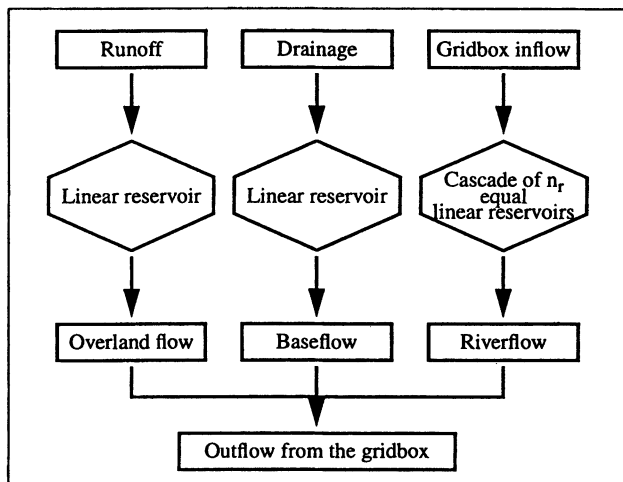 Runoff
Drainage
Gridbox inflow
Linear reservoir
Linear reservoir
Cascade of nr
equal
linear reservoirs
Overland flow
Baseflow
Riverflow
Outflow from the gridbox